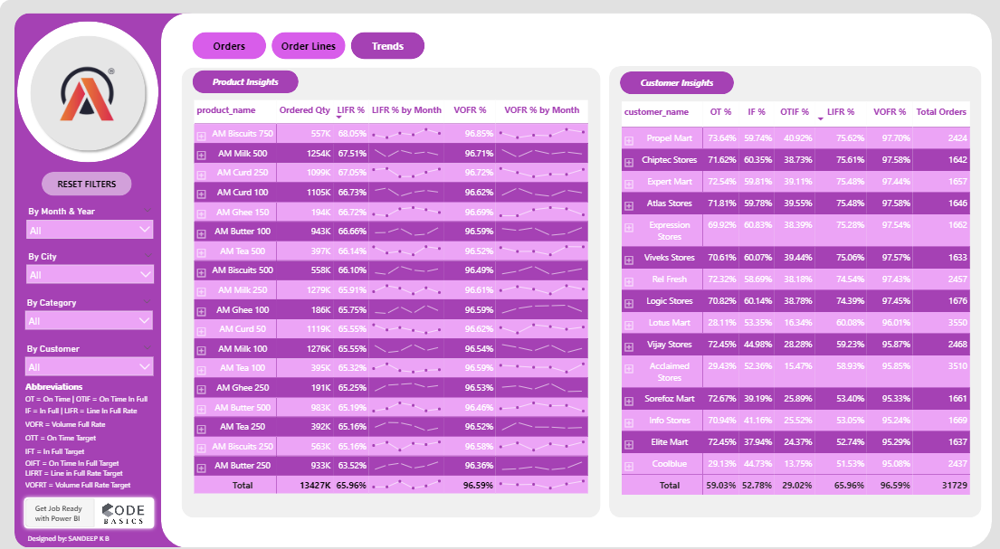 ®
RESET FILTERS
By Month & Year
All
By City
All
By Category
All
By Customer
All
Abbreviations
OT = On Time | OTIF = On Time In Full
IF = In Full | LIFR = Line In Full Rate
VOFR = Volume Full Rate
OTT = On Time Target
IFT = In Full Target
OIFT = On Time In Full Target
LIFRT = Line in Full Rate Target
VOFRT = Volume Full Rate Target
Get Job Ready
with Power BI
CODE
BASICS
Designed by: SANDEEP K B
Orders Order Lines Trends
Product Insights
product_name Ordered Qty LIFR % LIFR % by Month VOFR % VOFR % by Month
AM Biscuits 750 557K 68.05% 96.85%
AM Milk 500 1254K 67.51% 96.71%
AM Curd 250 1099K 67.05% 96.72%
AM Curd 100 1105K 66.73% 96.62%
AM Ghee 150 194K 66.72% 96.69%
AM Butter 100 943K 66.66% 96.59%
AM Tea 500 397K 66.14% 96.52%
AM Biscuits 500 558K 66.10% 96.49%
AM Milk 250 1279K 65.91% 96.61%
AM Ghee 100 186K 65.75% 96.59%
AM Curd 50 1119K 65.55% 96.62%
AM Milk 100 1276K 65.55% 96.54%
AM Tea 100 395K 65.32% 96.59%
AM Ghee 250 191K 65.25% 96.53%
AM Butter 500 983K 65.19% 96.46%
AM Tea 250 392K 65.16% 96.52%
AM Biscuits 250 563K 65.16% 96.58%
AM Butter 250 933K 63.52% 96.36%
Total 13427K 65.96% 96.59%
Customer Insights
customer_name OT % IF % OTIF % LIFR % VOFR % Total Orders
Propel Mart 73.64% 59.74% 40.92% 75.62% 97.70% 2424
Chiptec Stores 71.62% 60.35% 38.73% 75.61% 97.58% 1642
Expert Mart 72.54% 59.81% 39.11% 75.48% 97.44% 1657
Atlas Stores 71.81% 59.78% 39.55% 75.48% 97.58% 1646
Expression 69.92% 60.83% 38.39% 75.28% 97.54% 1662
Stores
Viveks Stores 70.61% 60.07% 39.44% 75.06% 97.57% 1633
Rel Fresh 72.32% 58.69% 38.18% 74.54% 97.43% 2457
Logic Stores 70.82% 60.14% 38.78% 74.39% 97.45% 1676
Lotus Mart 28.11% 53.35% 16.34% 60.08% 96.01% 3550
Vijay Stores 72.45% 44.98% 28.28% 59.23% 95.87% 2468
Acclaimed 29.43% 52.36% 15.47% 58.93% 95.85% 3510
Stores
Sorefoz Mart 72.67% 39.19% 25.89% 53.40% 95.33% 1661
Info Stores 70.94% 41.16% 25.52% 53.05% 95.24% 1669
Elite Mart 72.45% 37.94% 24.37% 52.74% 95.29% 1637
Coolblue 29.13% 44.73% 13.75% 51.53% 95.08% 2437
Total 59.03% 52.78% 29.02% 65.96% 96.59% 31729